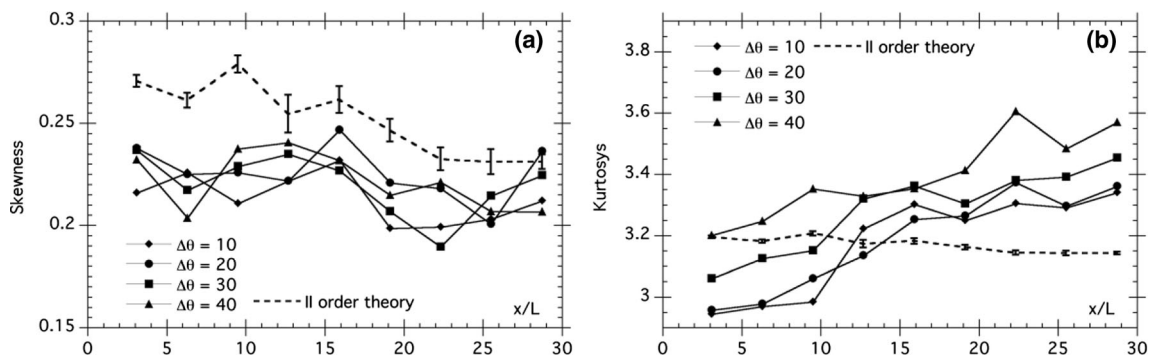 0.3
0.25
0.2
0.15
Skewness
(a)
Δθ = 10
Δθ = 20
Δθ = 30
Δθ = 40
II order theory
x/L
0 5 10 15 20 25 30
3.8
3.6
3.4
3.2
3
Kurtosys
(b)
Δθ = 10
II order theory
Δθ = 20
Δθ = 30
Δθ = 40
x/L
0 5 10 15 20 25 30